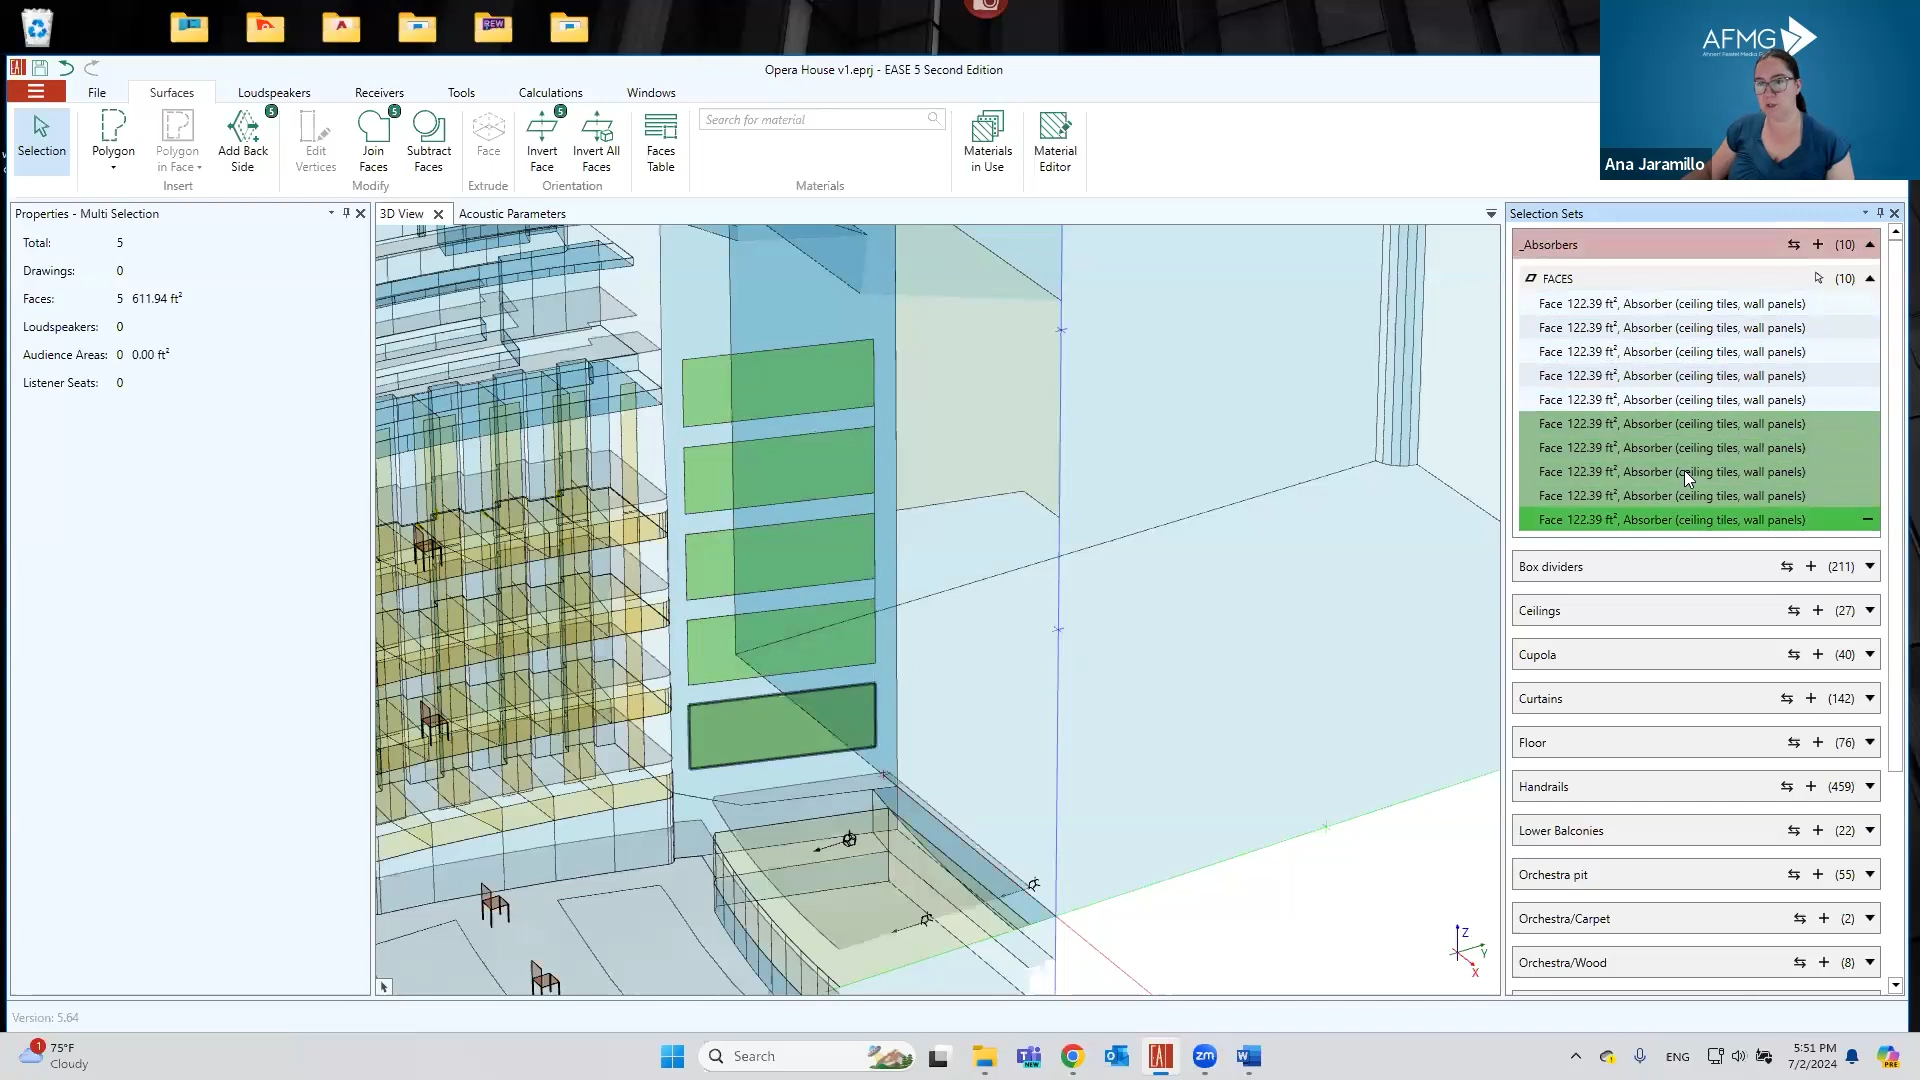 REW
AFMG
Ana Jaramillo
Opera House v1.eprj - EASE 5 Second Edition
File
Surfaces
Loudspeakers
Receivers
Tools
Calculations
Windows
Selection
Polygon
Polygon in Face
Add Back Side
5
Edit Vertices
Join Faces
5
Subtract Faces
Face
Invert Face
5
Invert All Faces
Faces Table
Search for material
Materials in Use
Material Editor
Insert
Modify
Extrude
Orientation
Materials
Properties - Multi Selection
Total: 5
Drawings: 0
Faces: 5 611.94 ft²
Loudspeakers: 0
Audience Areas: 0 0.00 ft²
Listener Seats: 0
3D View
Acoustic Parameters
Z
Y
X
Selection Sets
_Absorbers (10)
FACES (10)
Face 122.39 ft², Absorber (ceiling tiles, wall panels)
Face 122.39 ft², Absorber (ceiling tiles, wall panels)
Face 122.39 ft², Absorber (ceiling tiles, wall panels)
Face 122.39 ft², Absorber (ceiling tiles, wall panels)
Face 122.39 ft², Absorber (ceiling tiles, wall panels)
Face 122.39 ft², Absorber (ceiling tiles, wall panels)
Face 122.39 ft², Absorber (ceiling tiles, wall panels)
Face 122.39 ft², Absorber (ceiling tiles, wall panels)
Face 122.39 ft², Absorber (ceiling tiles, wall panels)
Face 122.39 ft², Absorber (ceiling tiles, wall panels)
Box dividers (211)
Ceilings (27)
Cupola (40)
Curtains (142)
Floor (76)
Handrails (459)
Lower Balconies (22)
Orchestra pit (55)
Orchestra/Carpet (2)
Orchestra/Wood (8)
Version: 5.64
1
75°F
Cloudy
Search
NEW
zm
ENG
5:51 PM
7/2/2024
PRE